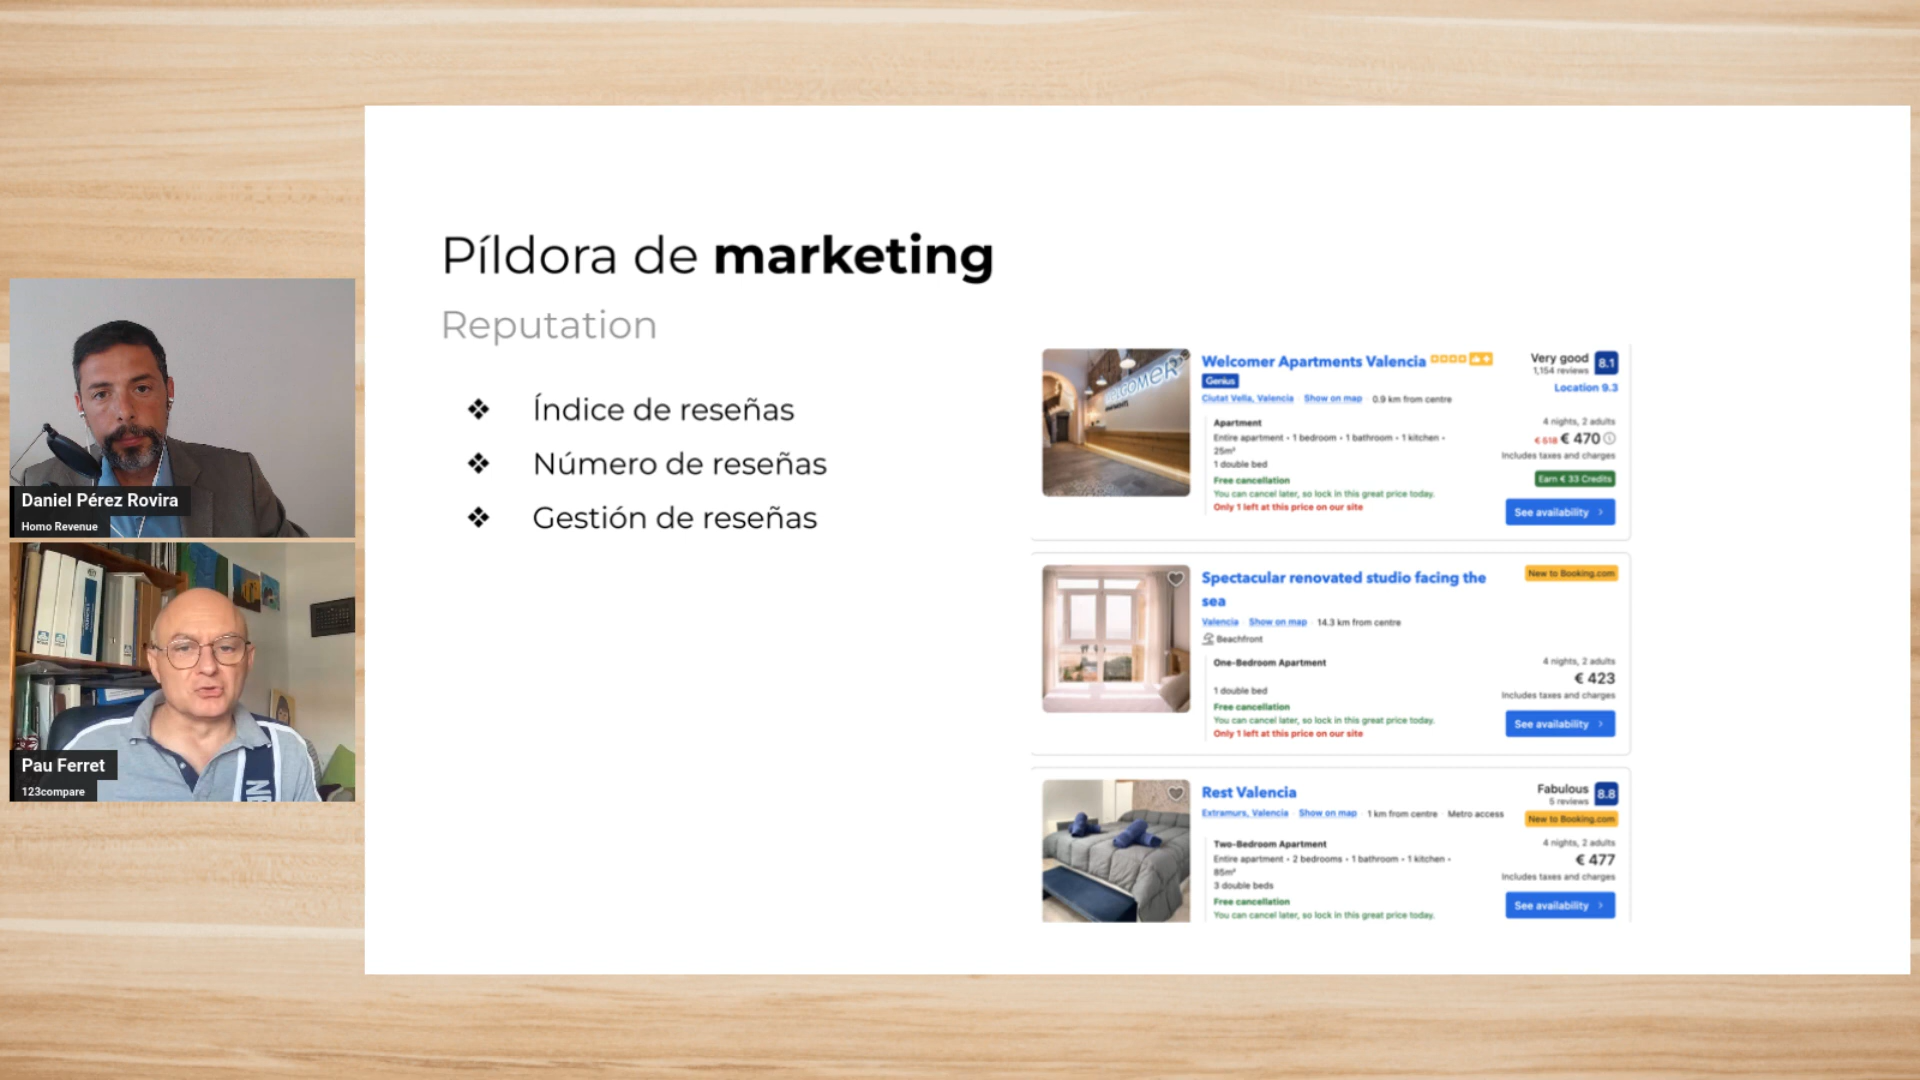 Daniel Pérez Rovira
Homo Revenue
Pau Ferret
123compare
Píldora de marketing
Reputation
❖ Índice de reseñas
❖ Número de reseñas
❖ Gestión de reseñas
Welcomer Apartments Valencia
Genius
Ciutat Vella, Valencia Show on map 0.9 km from centre
Apartment
Entire apartment • 1 bedroom • 1 bathroom • 1 kitchen •
25m²
1 double bed
Free cancellation
You can cancel later, so lock in this great price today.
Only 1 left at this price on our site
Very good 8.1
1,154 reviews
Location 9.3
4 nights, 2 adults
€ 518 € 470
Includes taxes and charges
Earn € 33 Credits
See availability
Spectacular renovated studio facing the
sea
Valencia Show on map 14.3 km from centre
Beachfront
One-Bedroom Apartment
1 double bed
Free cancellation
You can cancel later, so lock in this great price today.
Only 1 left at this price on our site
New to Booking.com
4 nights, 2 adults
€ 423
Includes taxes and charges
See availability
Rest Valencia
Extramurs, Valencia Show on map 1 km from centre Metro access
Two-Bedroom Apartment
Entire apartment • 2 bedrooms • 1 bathroom • 1 kitchen •
85m²
3 double beds
Free cancellation
You can cancel later, so lock in this great price today.
Fabulous 8.8
5 reviews
New to Booking.com
4 nights, 2 adults
€ 477
Includes taxes and charges
See availability